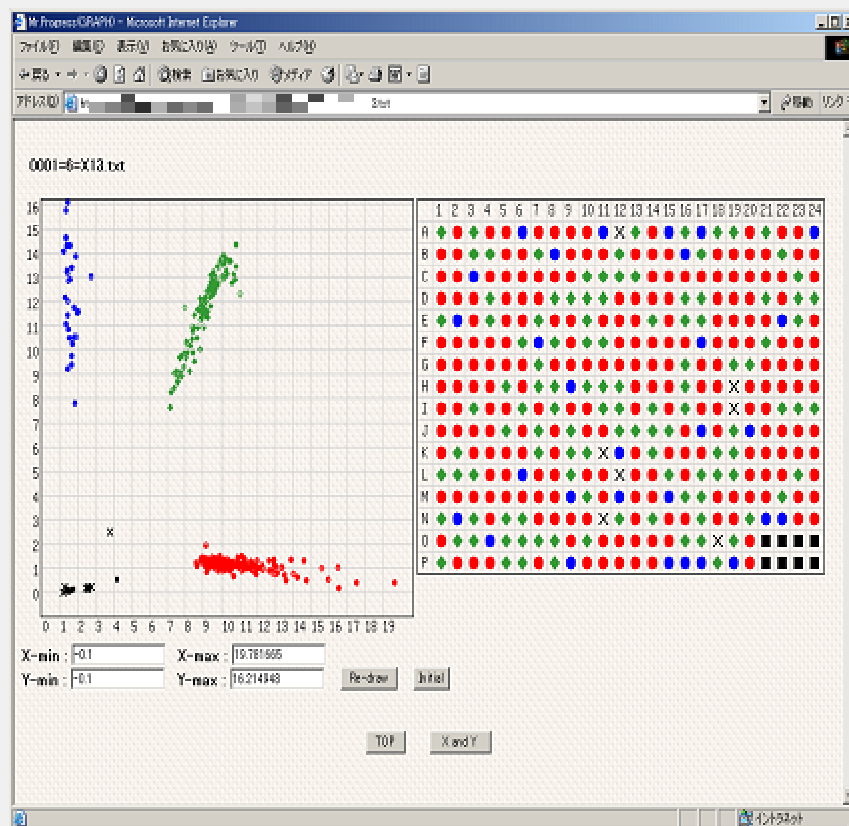 Mr.Progress(GRAPH) - Microsoft Internet Explorer
ファイル(F) 編集(E) 表示(V) お気に入り(A) ツール(T) ヘルプ(H)
戻る 検索 お気に入り メディア
アドレス(D) 移動 リンク
0001=6=X13.txt
16
15
14
13
12
11
10
9
8
7
6
5
4
3
2
1
0
0 1 2 3 4 5 6 7 8 9 10 11 12 13 14 15 16 17 18 19
1 2 3 4 5 6 7 8 9 10 11 12 13 14 15 16 17 18 19 20 21 22 23 24
A X
B
C
D
E
F
G
H X
I X
J
K X
L X
M
N X
O X
P
X-min : -0.1 X-max : 19.781665
Y-min : -0.1 Y-max : 16.214948 Re-draw Initial
TOP X and Y
イントラネット